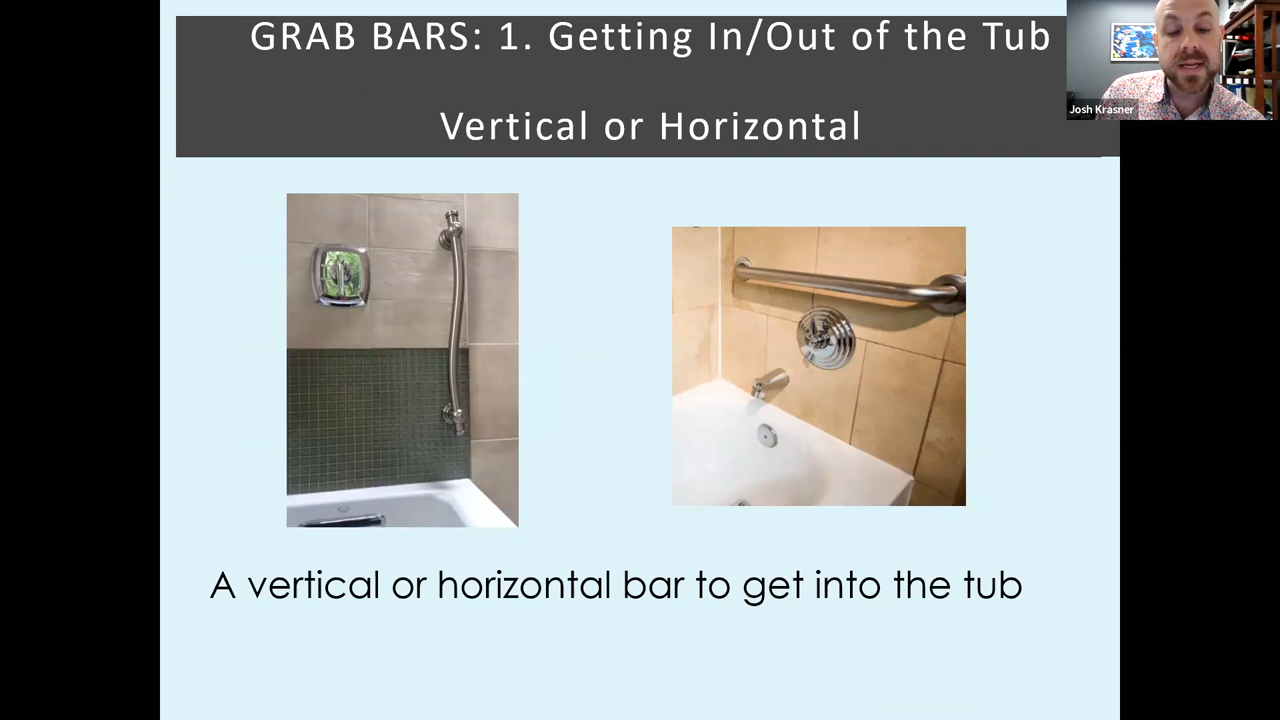 GRAB BARS: 1. Getting In/Out of the Tub
Josh Krasner
Vertical or Horizontal
A vertical or horizontal bar to get into the tub